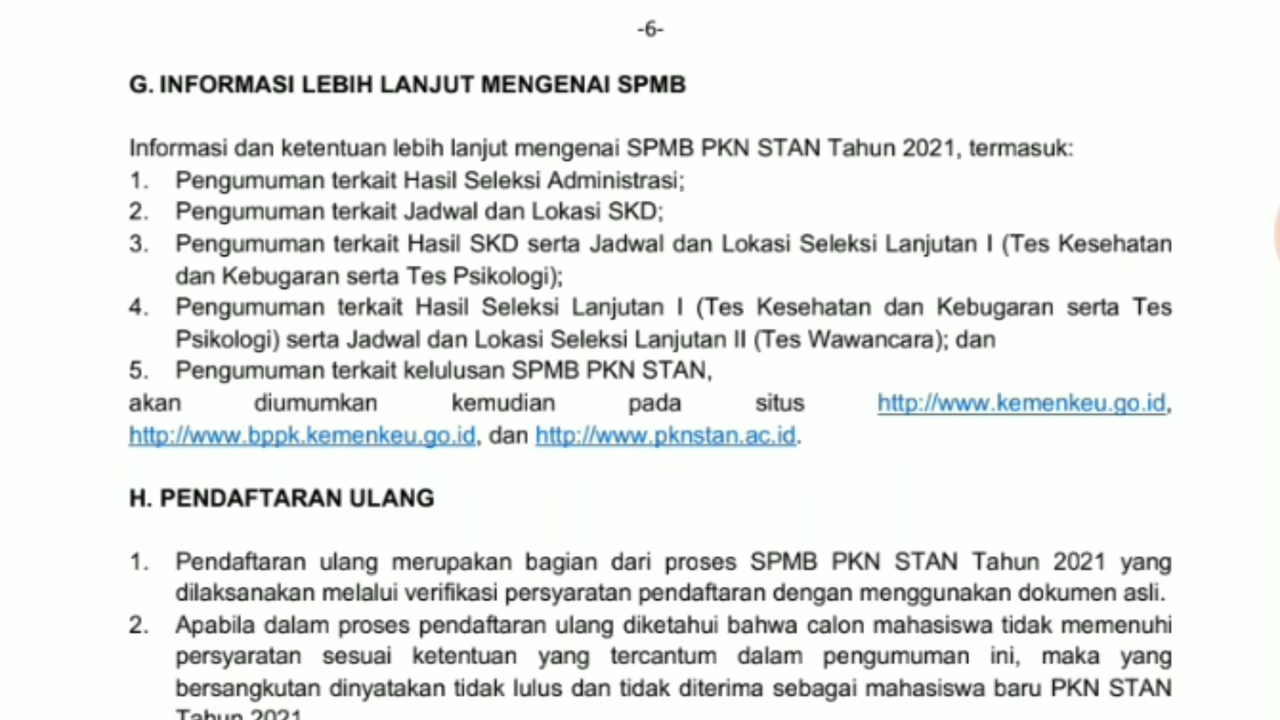 -6-
G. INFORMASI LEBIH LANJUT MENGENAI SPMB
Informasi dan ketentuan lebih lanjut mengenai SPMB PKN STAN Tahun 2021, termasuk:
1. Pengumuman terkait Hasil Seleksi Administrasi;
2. Pengumuman terkait Jadwal dan Lokasi SKD;
3. Pengumuman terkait Hasil SKD serta Jadwal dan Lokasi Seleksi Lanjutan I (Tes Kesehatan
dan Kebugaran serta Tes Psikologi);
4. Pengumuman terkait Hasil Seleksi Lanjutan I (Tes Kesehatan dan Kebugaran serta Tes
Psikologi) serta Jadwal dan Lokasi Seleksi Lanjutan II (Tes Wawancara); dan
5. Pengumuman terkait kelulusan SPMB PKN STAN,
akan diumumkan kemudian pada situs http://www.kemenkeu.go.id,
http://www.bppk.kemenkeu.go.id, dan http://www.pknstan.ac.id.
H. PENDAFTARAN ULANG
1. Pendaftaran ulang merupakan bagian dari proses SPMB PKN STAN Tahun 2021 yang
dilaksanakan melalui verifikasi persyaratan pendaftaran dengan menggunakan dokumen asli.
2. Apabila dalam proses pendaftaran ulang diketahui bahwa calon mahasiswa tidak memenuhi
persyaratan sesuai ketentuan yang tercantum dalam pengumuman ini, maka yang
bersangkutan dinyatakan tidak lulus dan tidak diterima sebagai mahasiswa baru PKN STAN
Tahun 2021